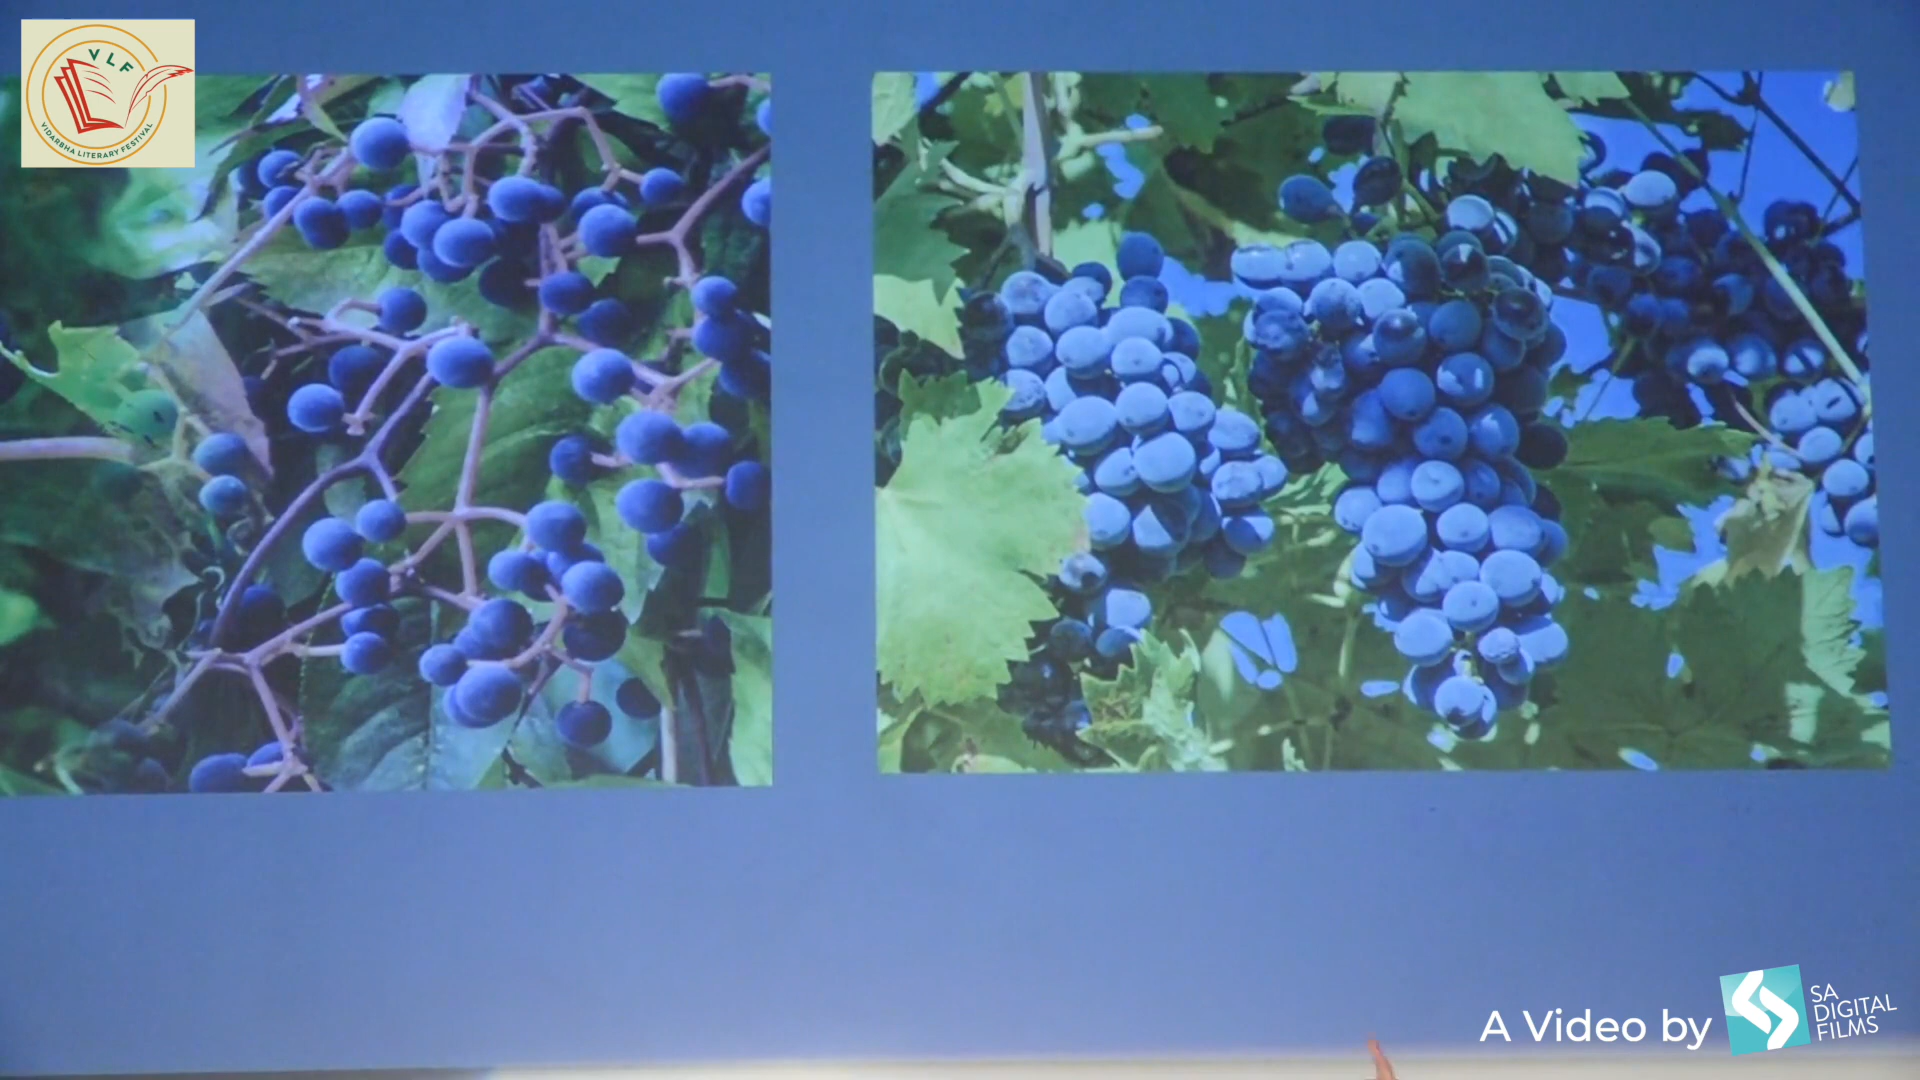 VLF
VIDARBHA LITERARY FESTIVAL
A Video by
SA
DIGITAL
FILMS